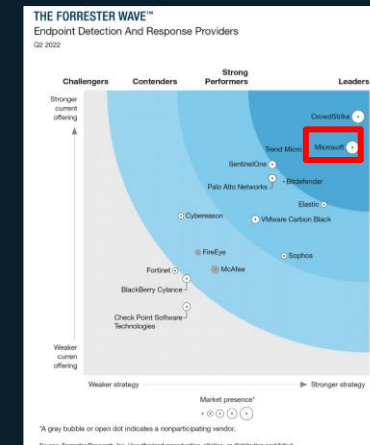 THE FORRESTER WAVE™
Endpoint Detection And Response Providers
Q2 2022
Challengers
Contenders
Strong
Performers
Leaders
Stronger
current
offering
CrowdStrike
Trend Micro
Microsoft
SentinelOne
Palo Alto Networks
Bitdefender
Elastic
Cybereason
VMware Carbon Black
FireEye
Sophos
Fortinet
McAfee
BlackBerry Cylance
Check Point Software
Technologies
Weaker
curren
offering
Weaker strategy
Stronger strategy
Market presence*
*A gray bubble or open dot indicates a nonparticipating vendor.